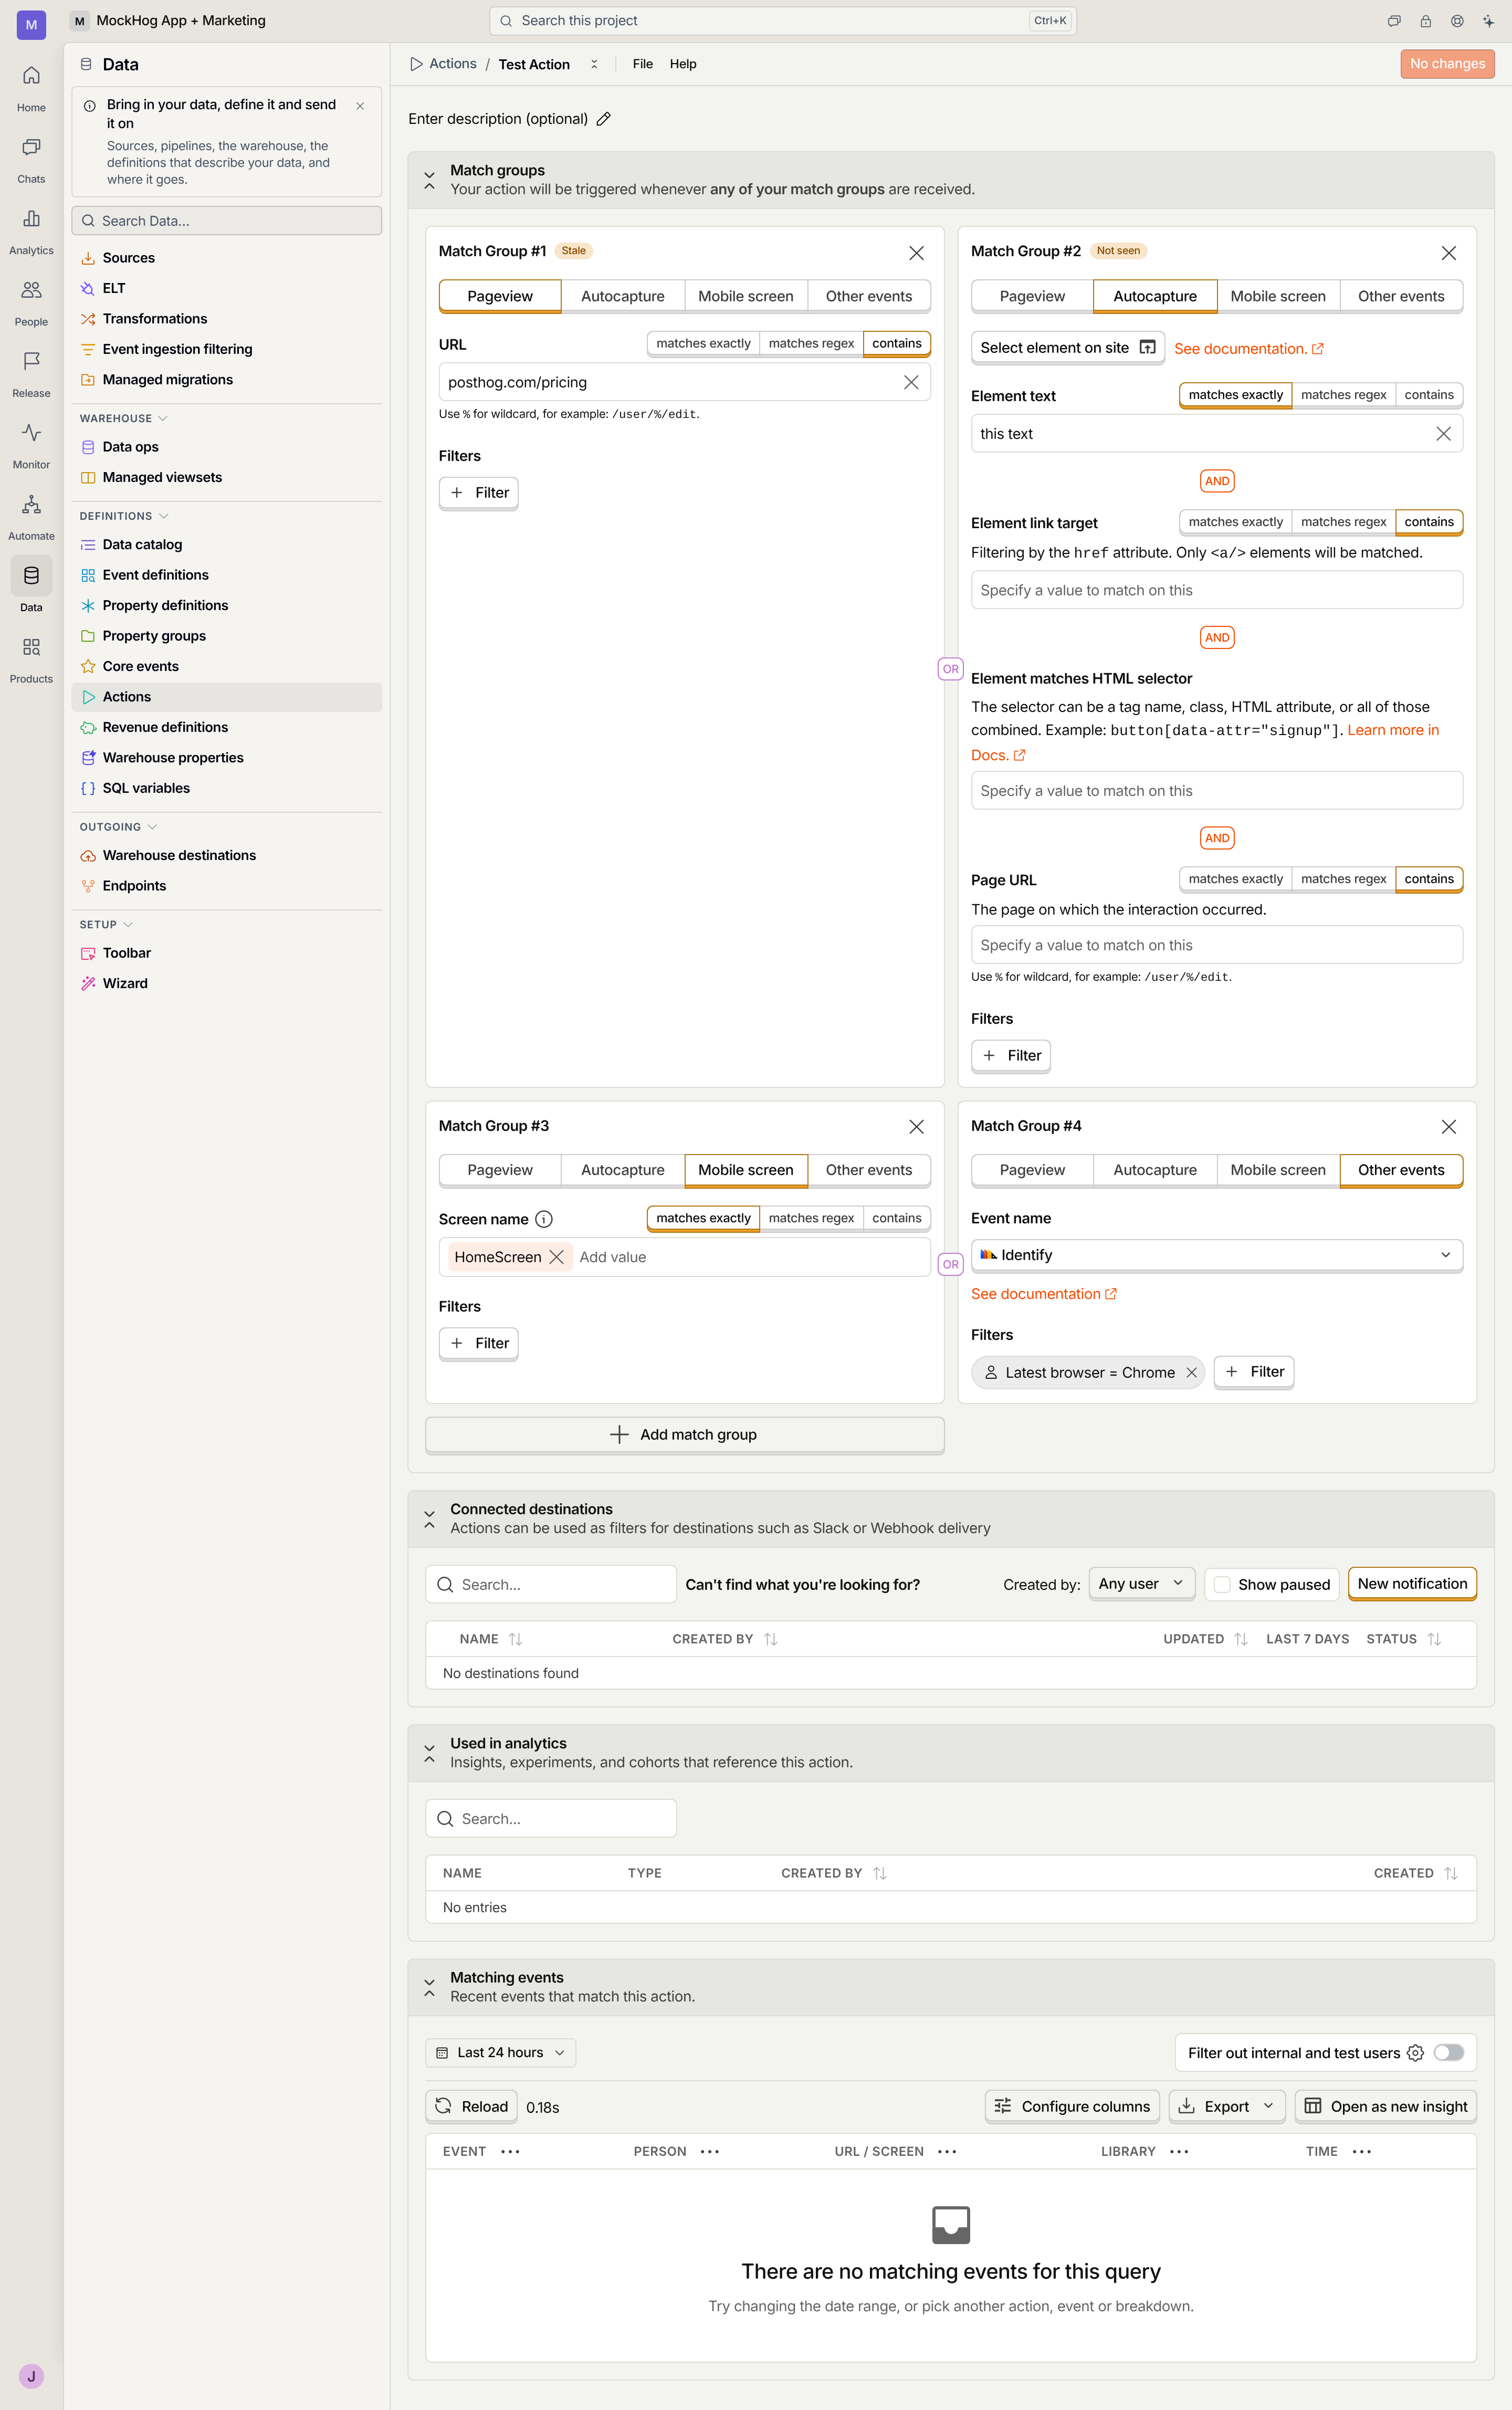 M
M MockHog App + Marketing
Search this project
Ctrl+K
Home
Chats
Analytics
People
Release
Monitor
Automate
Data
Products
J
Data
Bring in your data, define it and send
it on
Sources, pipelines, the warehouse, the
definitions that describe your data, and
where it goes.
Search Data...
Sources
ELT
Transformations
Event ingestion filtering
Managed migrations
WAREHOUSE
Data ops
Managed viewsets
DEFINITIONS
Data catalog
Event definitions
Property definitions
Property groups
Core events
Actions
Revenue definitions
Warehouse properties
SQL variables
OUTGOING
Warehouse destinations
Endpoints
SETUP
Toolbar
Wizard
Actions / Test Action
File Help
No changes
Enter description (optional)
Match groups
Your action will be triggered whenever any of your match groups are received.
Match Group #1 Stale
Pageview Autocapture Mobile screen Other events
URL matches exactly matches regex contains
posthog.com/pricing
Use % for wildcard, for example: /user/%/edit.
Filters
Filter
OR
Match Group #2 Not seen
Pageview Autocapture Mobile screen Other events
Select element on site See documentation.
Element text matches exactly matches regex contains
this text
AND
Element link target matches exactly matches regex contains
Filtering by the href attribute. Only <a/> elements will be matched.
Specify a value to match on this
AND
Element matches HTML selector
The selector can be a tag name, class, HTML attribute, or all of those
combined. Example: button[data-attr="signup"]. Learn more in
Docs.
Specify a value to match on this
AND
Page URL matches exactly matches regex contains
The page on which the interaction occurred.
Specify a value to match on this
Use % for wildcard, for example: /user/%/edit.
Filters
Filter
Match Group #3
Pageview Autocapture Mobile screen Other events
Screen name matches exactly matches regex contains
HomeScreen Add value
Filters
Filter
OR
Match Group #4
Pageview Autocapture Mobile screen Other events
Event name
Identify
See documentation
Filters
Latest browser = Chrome Filter
Add match group
Connected destinations
Actions can be used as filters for destinations such as Slack or Webhook delivery
Search... Can't find what you're looking for? Created by: Any user Show paused New notification
NAME CREATED BY UPDATED LAST 7 DAYS STATUS
No destinations found
Used in analytics
Insights, experiments, and cohorts that reference this action.
Search...
NAME TYPE CREATED BY CREATED
No entries
Matching events
Recent events that match this action.
Last 24 hours Filter out internal and test users
Reload 0.18s Configure columns Export Open as new insight
EVENT PERSON URL / SCREEN LIBRARY TIME
There are no matching events for this query
Try changing the date range, or pick another action, event or breakdown.